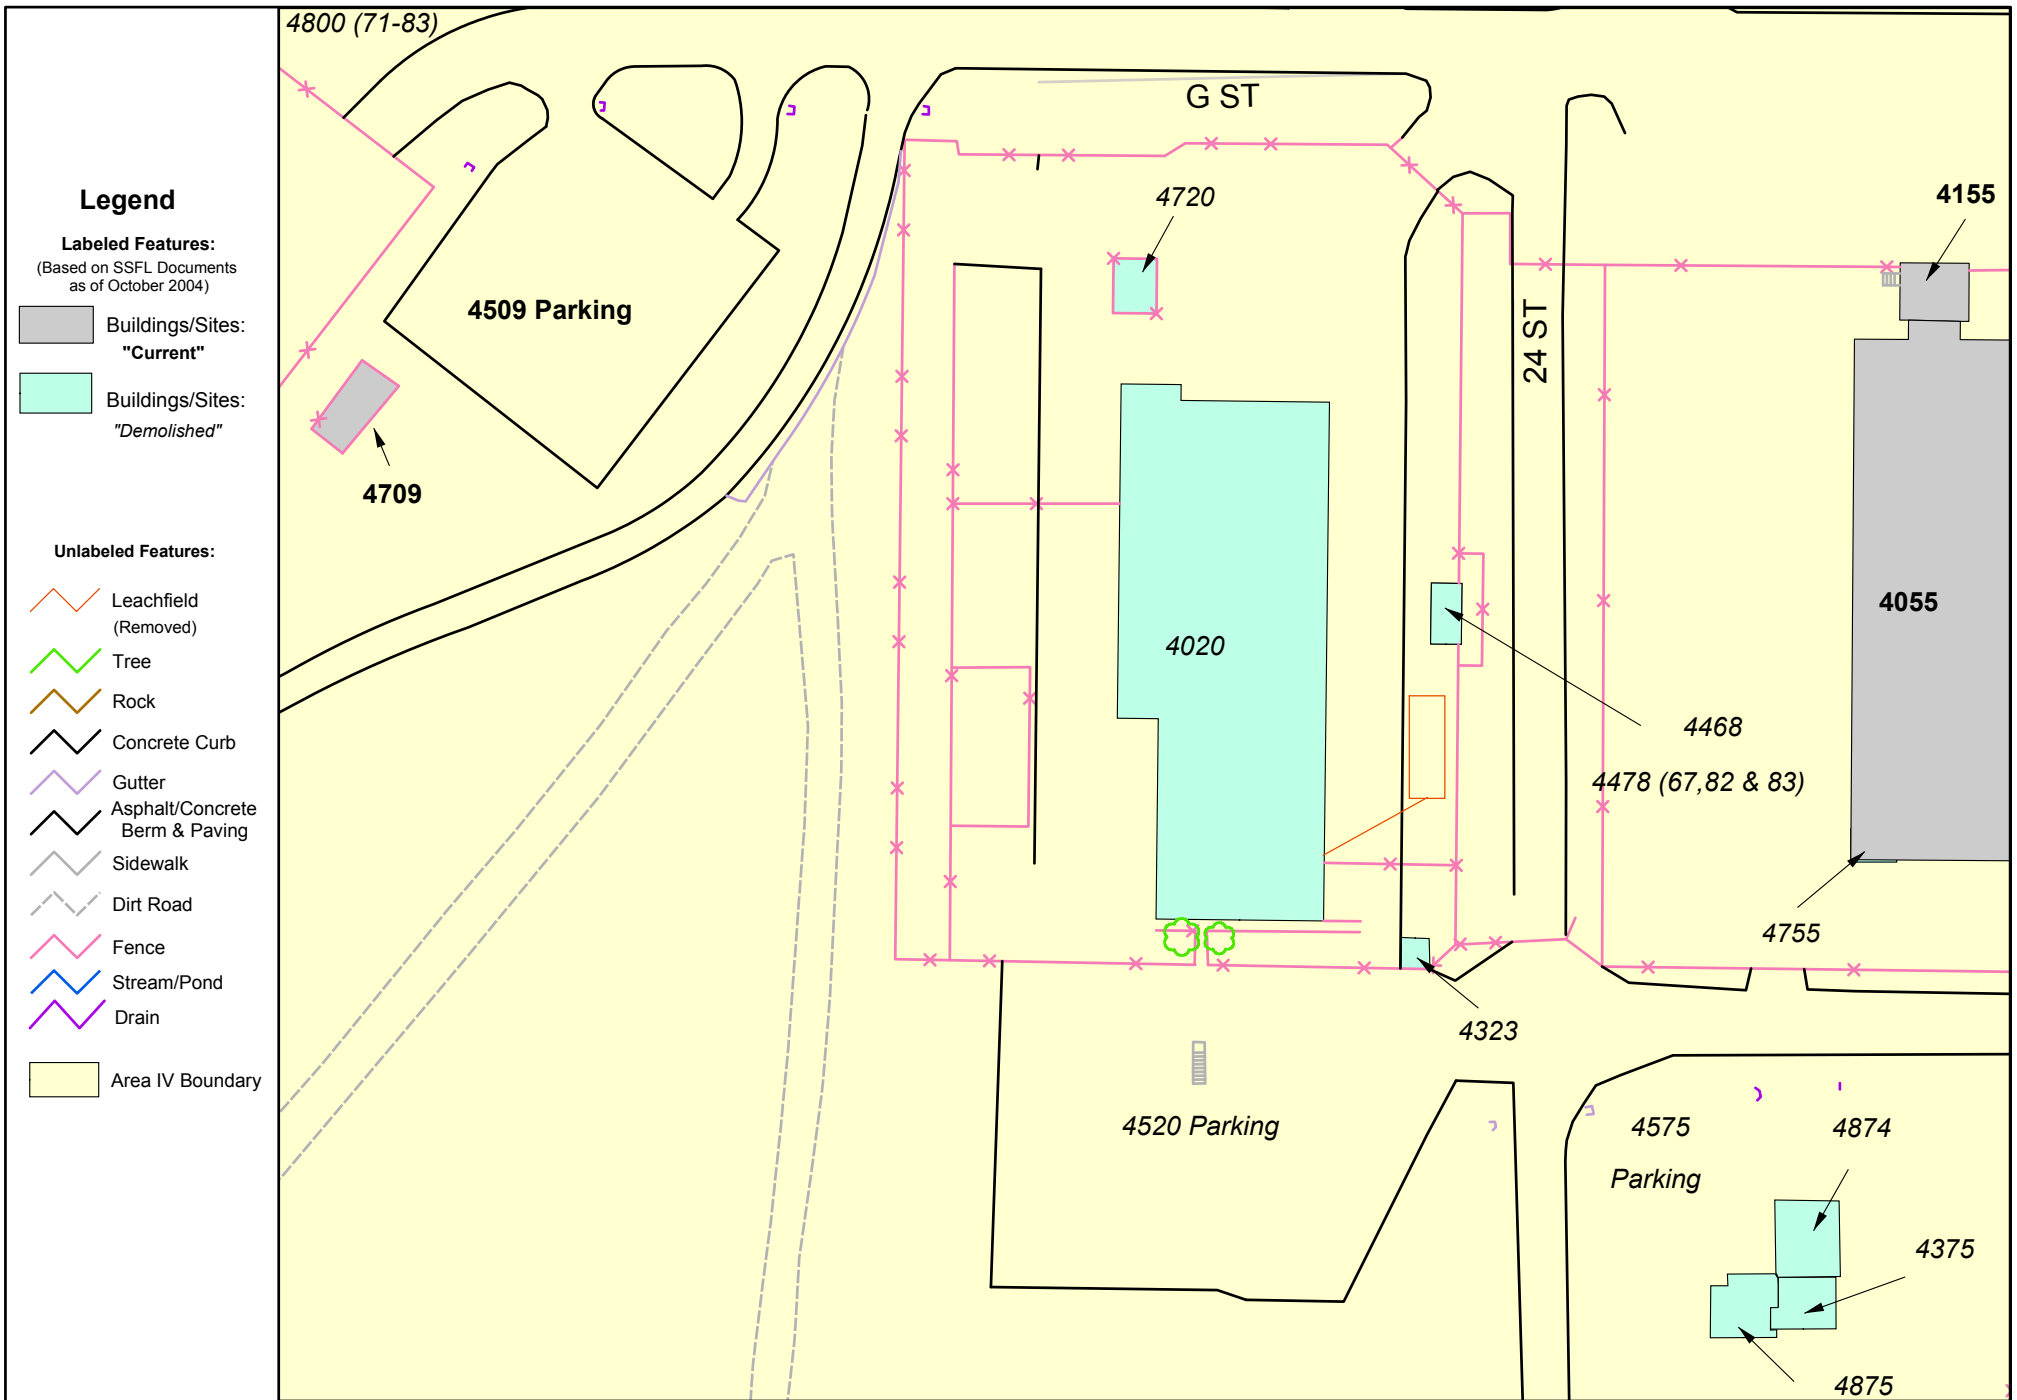 Legend
Labeled Features:
(Based on SSFL Documents
as of October 2004)
Buildings/Sites:
"Current"
Buildings/Sites:
"Demolished"
Unlabeled Features:
Leachfield
(Removed)
Tree
Rock
Concrete Curb
Gutter
Asphalt/Concrete
Berm & Paving
Sidewalk
Dirt Road
Fence
Stream/Pond
Drain
Area IV Boundary
4800 (71-83)
G ST
4720
4155
4509 Parking
24 ST
4709
4055
4020
4468
4478 (67,82 & 83)
4755
4323
4520 Parking
4575
Parking
4874
4375
4875